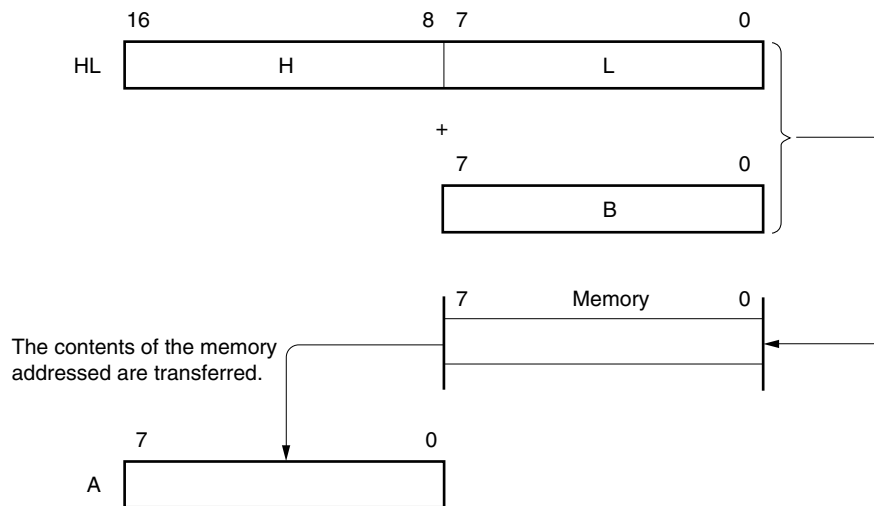 16 8 7 0
HL H L
+
7 0
B
7 Memory 0
The contents of the memory
addressed are transferred.
7 0
A